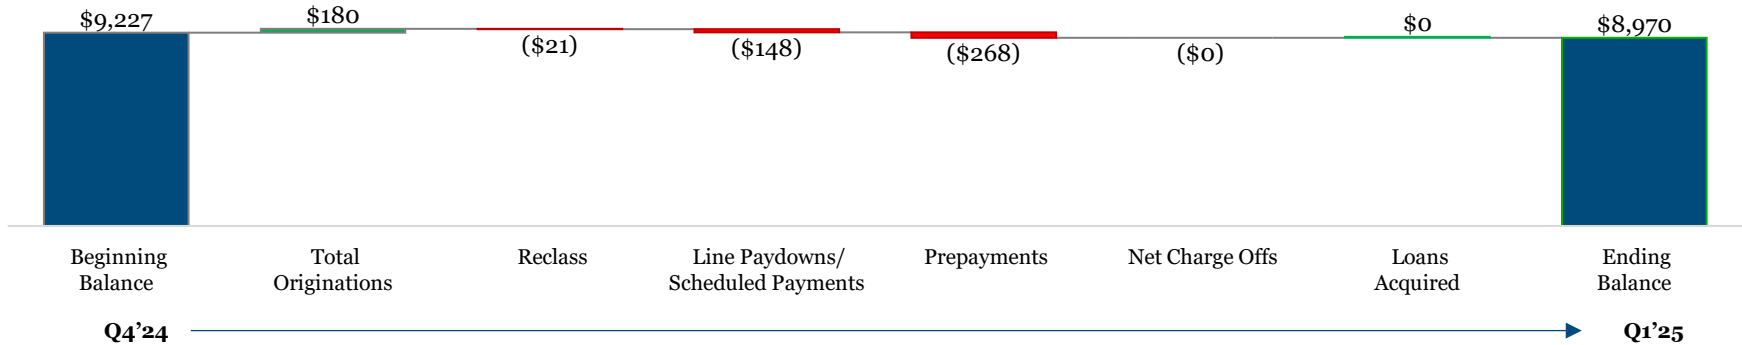 $9,227
$180
($21)
($148)
($268)
($0)
$0
$8,970
Beginning
Balance
Total
Originations
Reclass
Line Paydowns/
Scheduled Payments
Prepayments
Net Charge Offs
Loans
Acquired
Ending
Balance
Q4’24
Q1’25